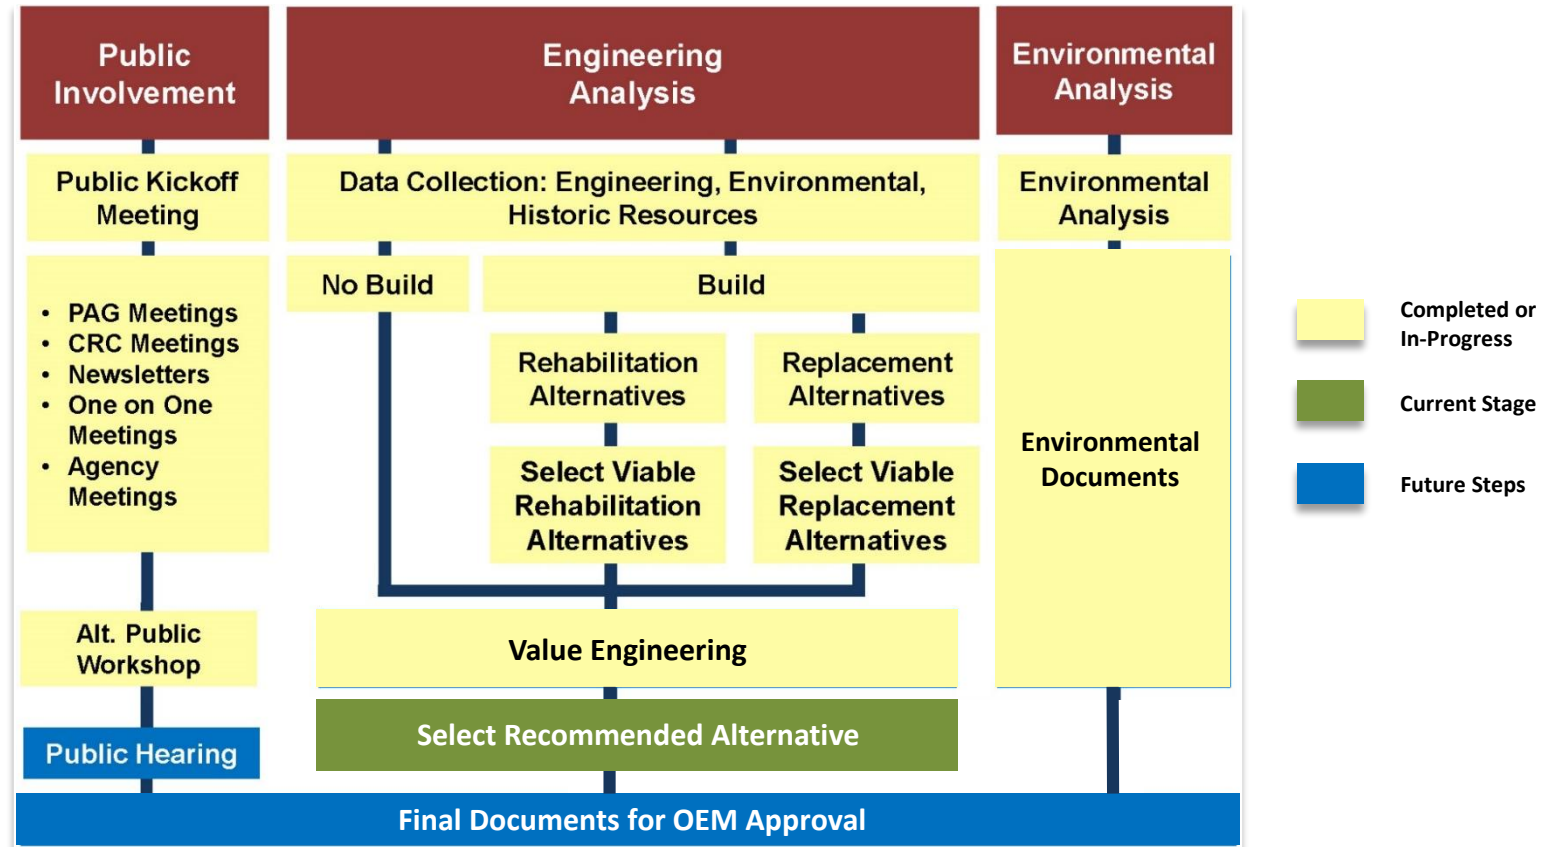 Public
Involvement
Engineering
Analysis
Environmental
Analysis
Public Kickoff
Meeting
Data Collection: Engineering, Environmental,
Historic Resources
Environmental
Analysis
• PAG Meetings
• CRC Meetings
• Newsletters
• One on One
Meetings
• Agency
Meetings
No Build
Build
Rehabilitation
Alternatives
Replacement
Alternatives
Select Viable
Rehabilitation
Alternatives
Select Viable
Replacement
Alternatives
Environmental
Documents
Alt. Public
Workshop
Value Engineering
Public Hearing
Select Recommended Alternative
Final Documents for OEM Approval
Completed or
In-Progress
Current Stage
Future Steps